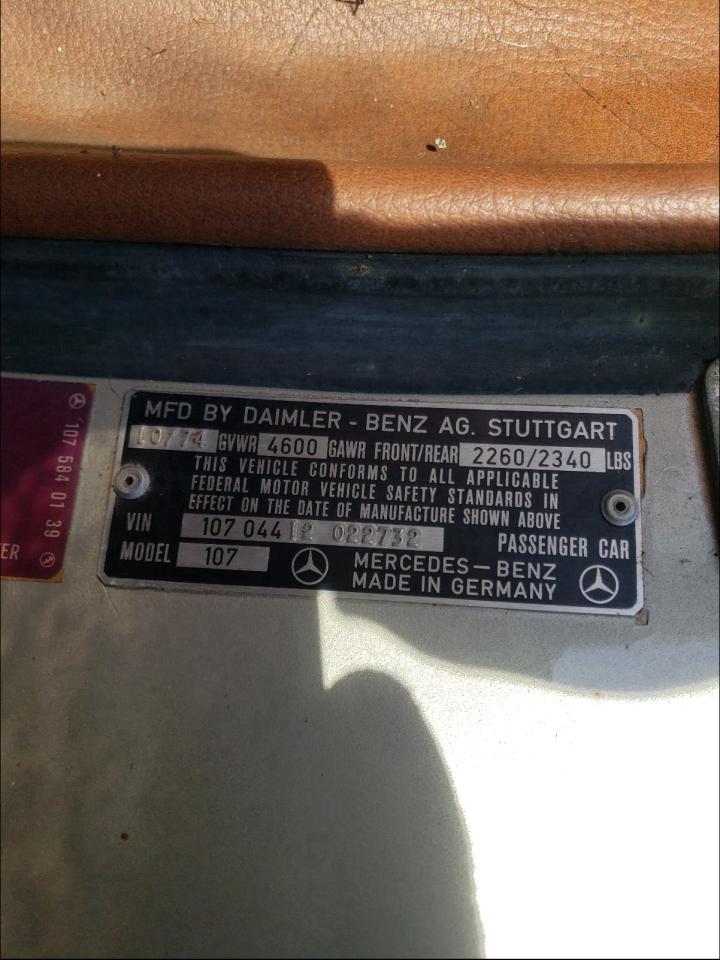 MFD BY DAIMLER - BENZ AG. STUTTGART
10/74 GVWR 4600 GAWR FRONT/REAR 2260/2340 LBS
THIS VEHICLE CONFORMS TO ALL APPLICABLE
FEDERAL MOTOR VEHICLE SAFETY STANDARDS IN
EFFECT ON THE DATE OF MANUFACTURE SHOWN ABOVE
VIN 107 044 12 022732 PASSENGER CAR
MODEL 107 MERCEDES-BENZ
MADE IN GERMANY
107 584 01 39